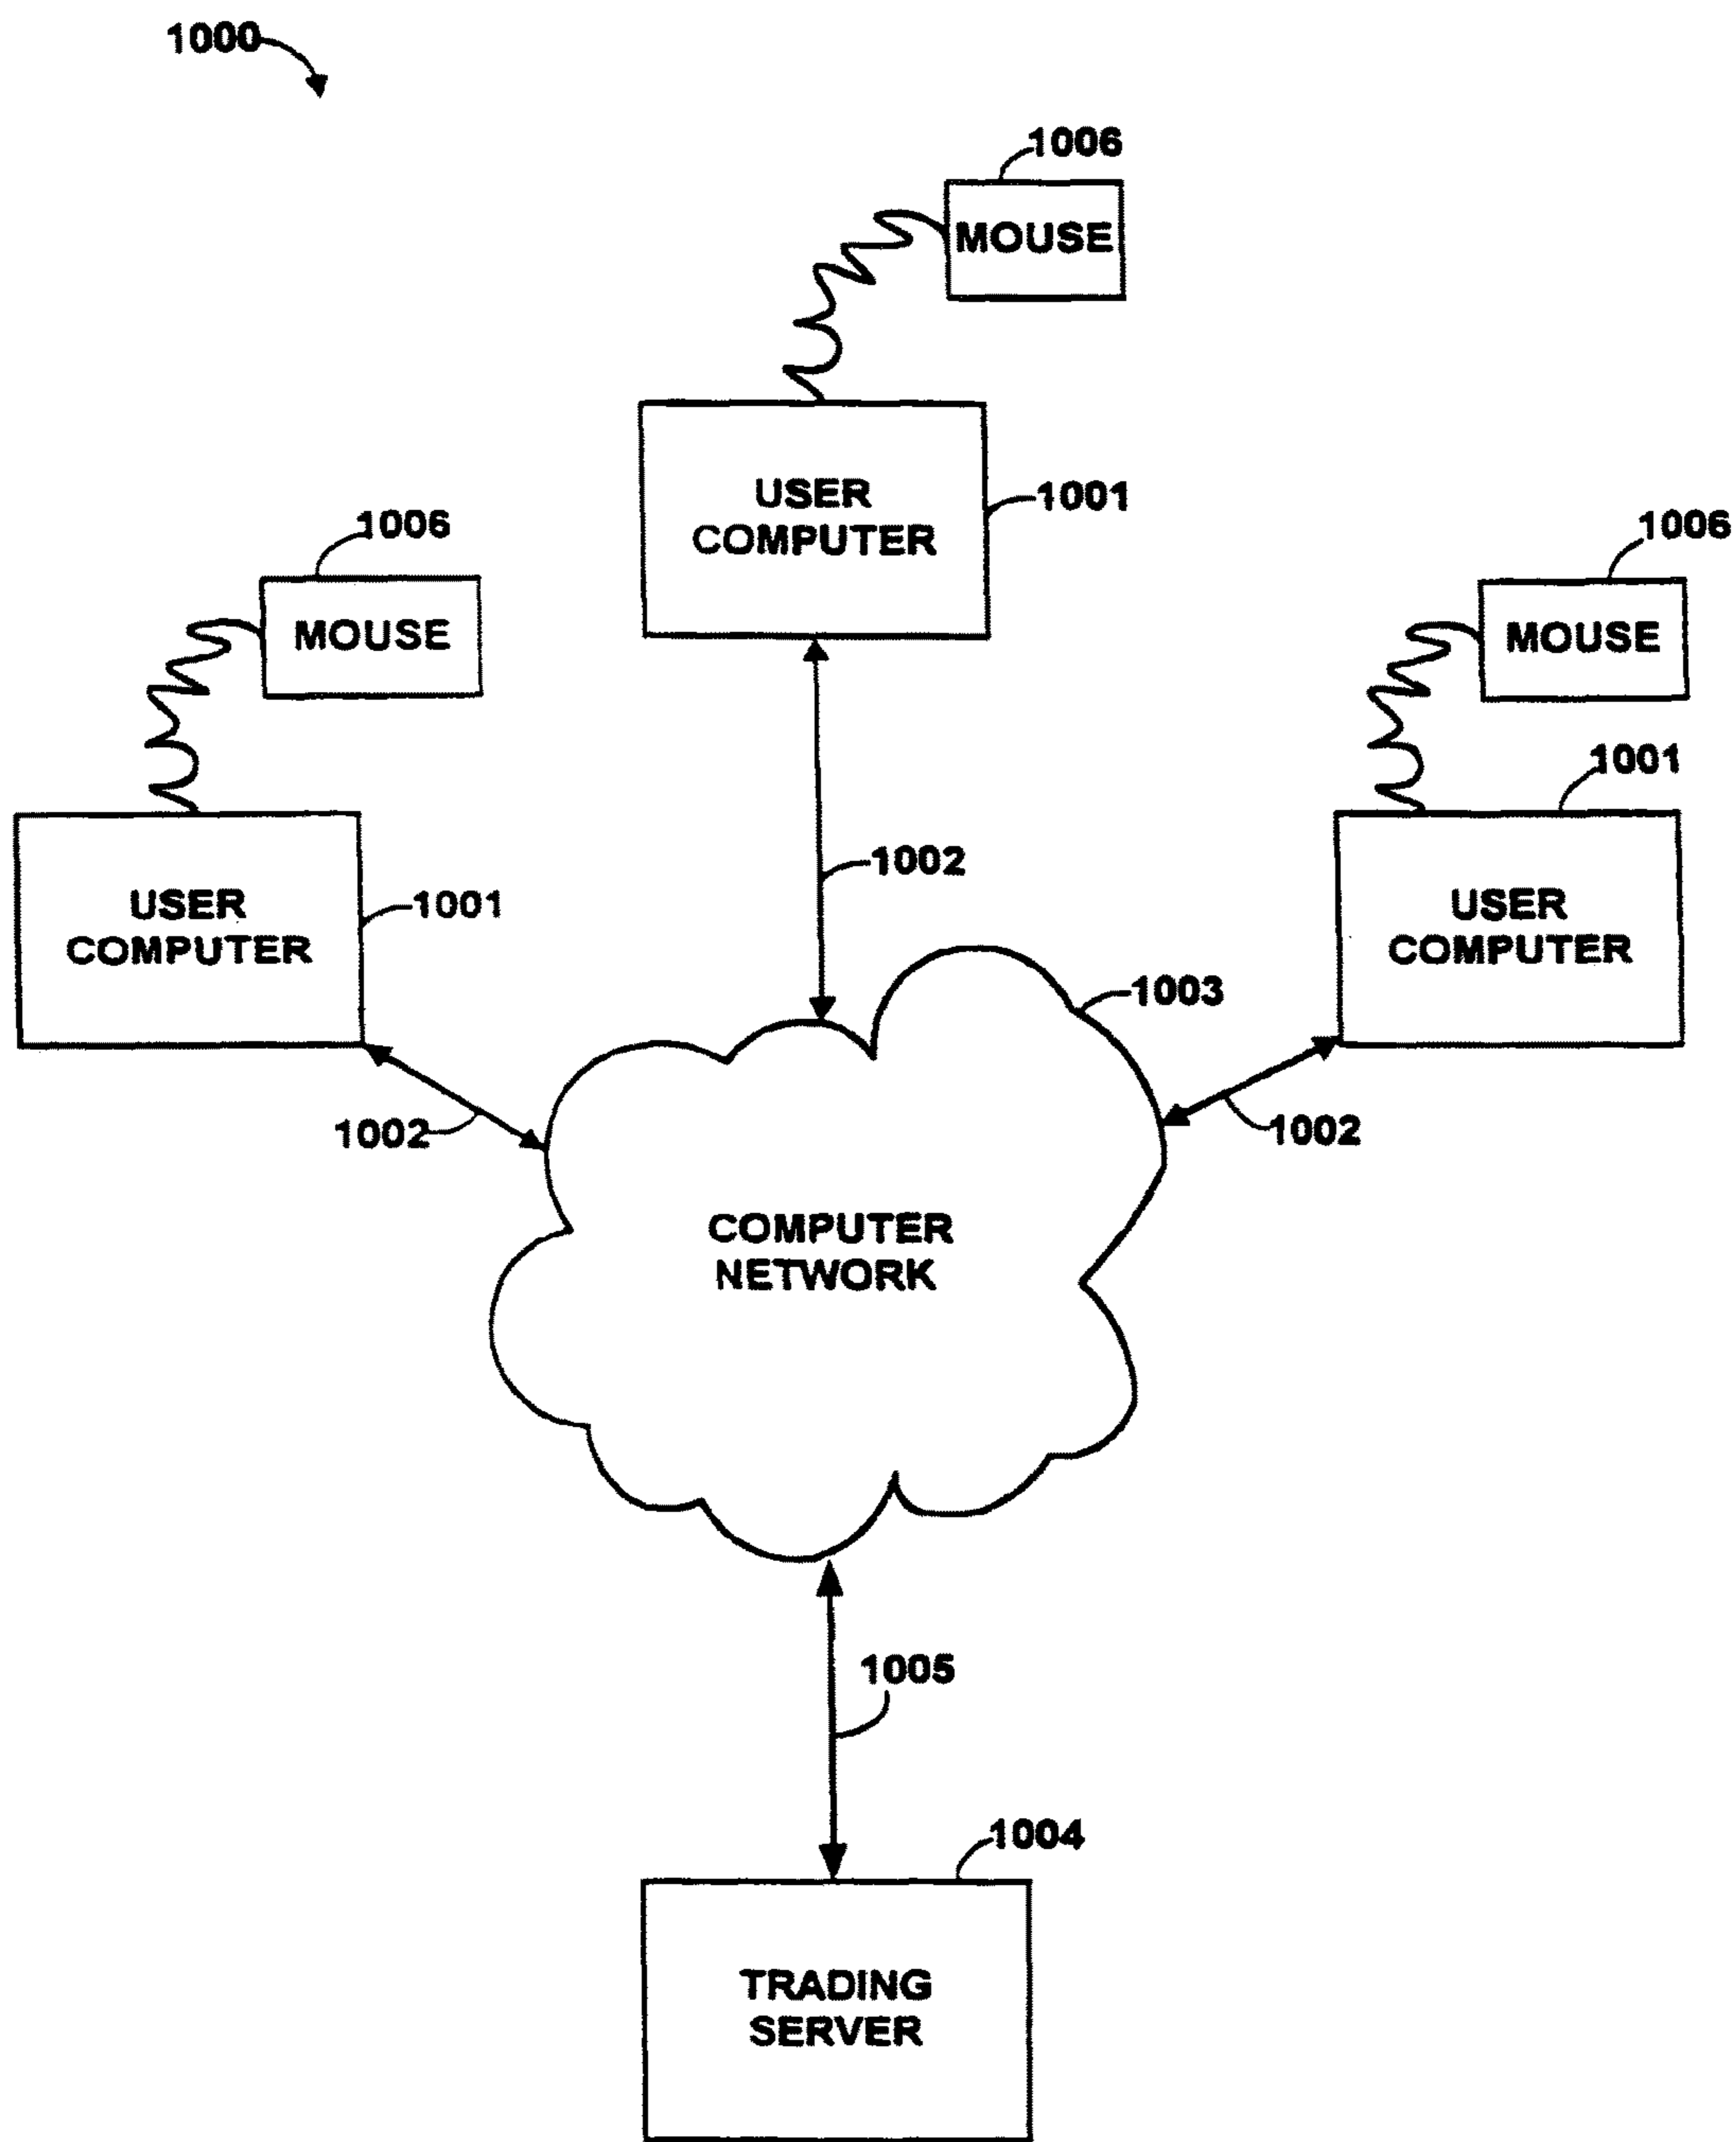 1000
1006
MOUSE
USER
COMPUTER
1001
1006
MOUSE
1006
MOUSE
1001
USER
COMPUTER
1001
1002
USER
COMPUTER
1003
1002
1002
COMPUTER
NETWORK
1005
1004
TRADING
SERVER